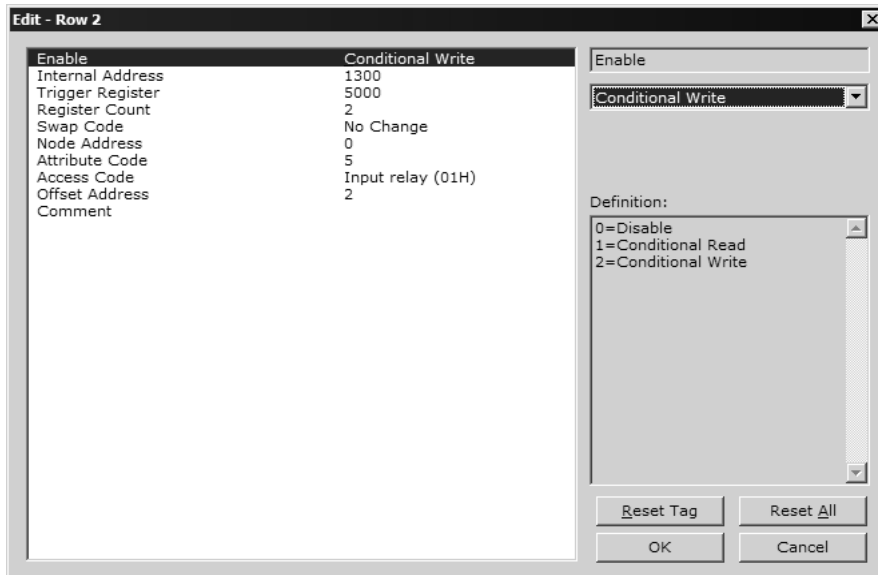 Edit - Row 2
Enable Conditional Write
Internal Address 1300
Trigger Register 5000
Register Count 2
Swap Code No Change
Node Address 0
Attribute Code 5
Access Code Input relay (01H)
Offset Address 2
Comment
Enable
Conditional Write
Definition:
0=Disable
1=Conditional Read
2=Conditional Write
Reset Tag Reset All
OK Cancel